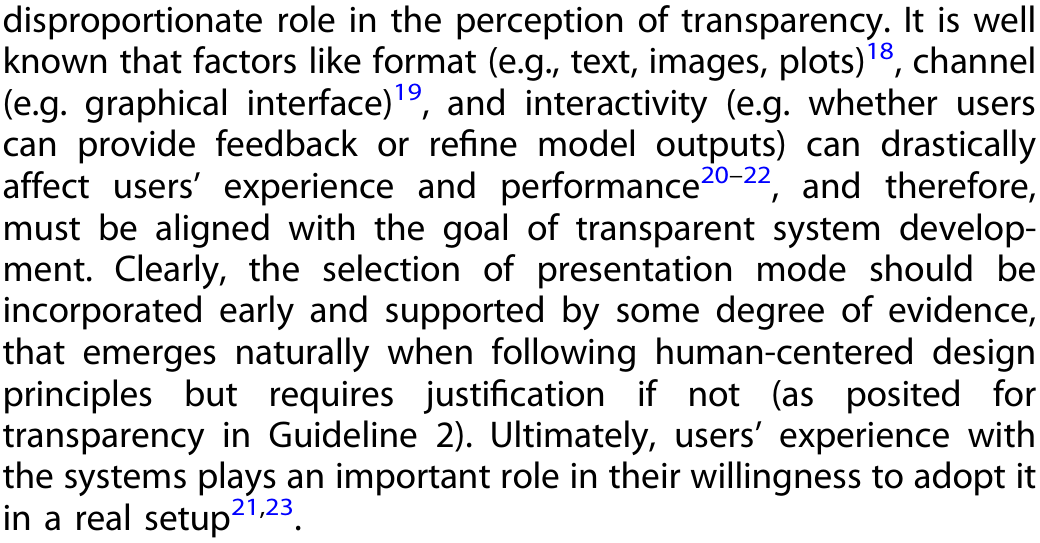 disproportionate role in the perception of transparency. It is well
known that factors like format (e.g., text, images, plots)18, channel
(e.g. graphical interface)19, and interactivity (e.g. whether users
can provide feedback or refine model outputs) can drastically
affect users’ experience and performance20–22, and therefore,
must be aligned with the goal of transparent system develop-
ment. Clearly, the selection of presentation mode should be
incorporated early and supported by some degree of evidence,
that emerges naturally when following human-centered design
principles but requires justification if not (as posited for
transparency in Guideline 2). Ultimately, users’ experience with
the systems plays an important role in their willingness to adopt it
in a real setup21,23.